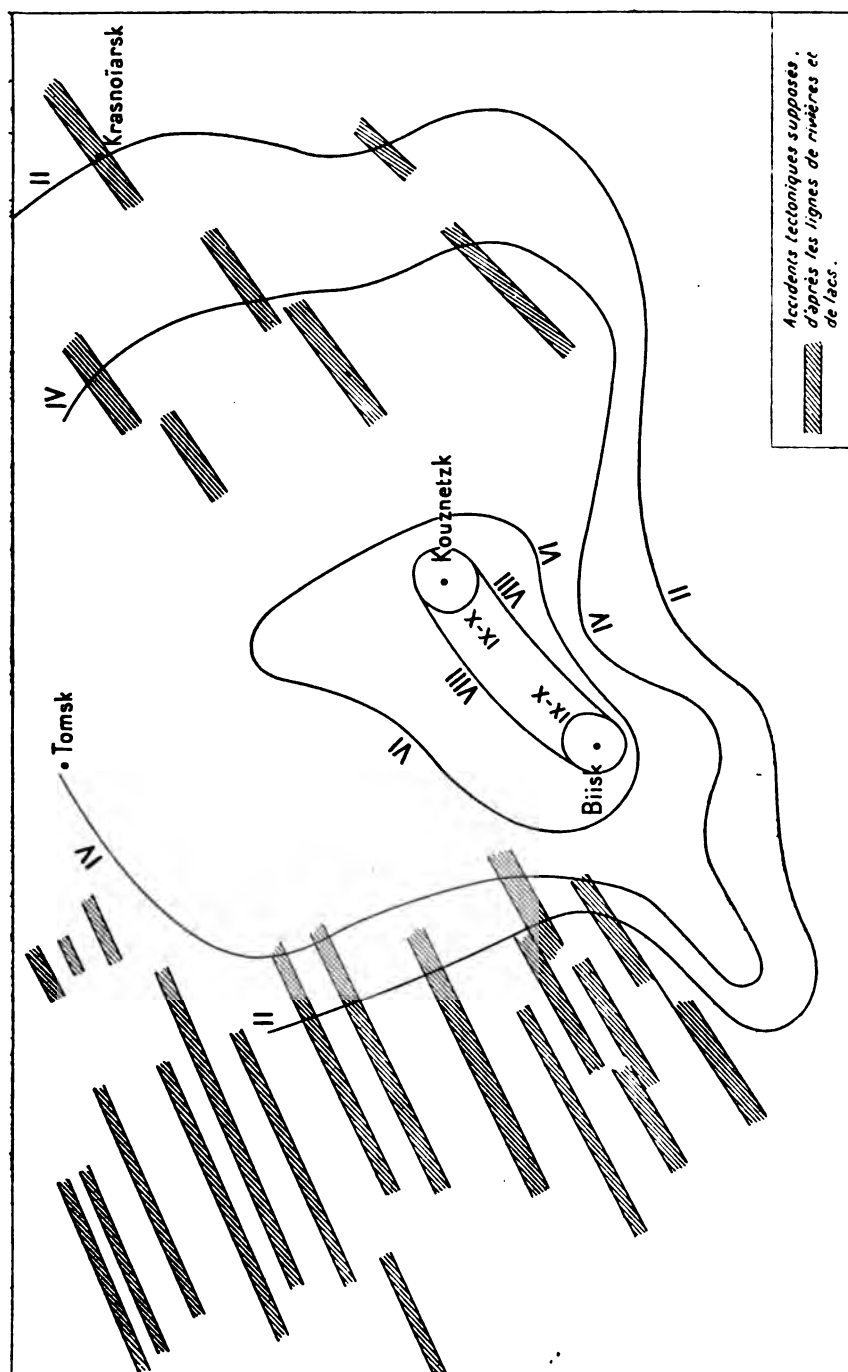 II
Krasnoïarsk
IV
Tomsk
IV
Kouznetzk
VI
VIII
IX-X
VIII
IX-X
VI
Biisk
IV
II
II
Accidents tectoniques supposés.
d'après les lignes de rivières et
de lacs.